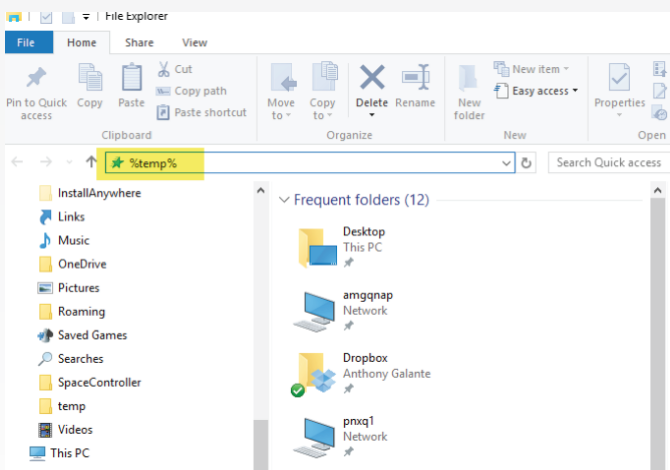 File Explorer
File Home Share View
Pin to Quick access
Copy
Paste
Cut
Copy path
Paste shortcut
Clipboard
Move to
Copy to
Delete
Rename
Organize
New folder
New item
Easy access
New
Properties
Open
%temp%
Search Quick access
InstallAnywhere
Links
Music
OneDrive
Pictures
Roaming
Saved Games
Searches
SpaceController
temp
Videos
This PC
Frequent folders (12)
Desktop
This PC
amgqnap
Network
Dropbox
Anthony Galante
pnxq1
Network